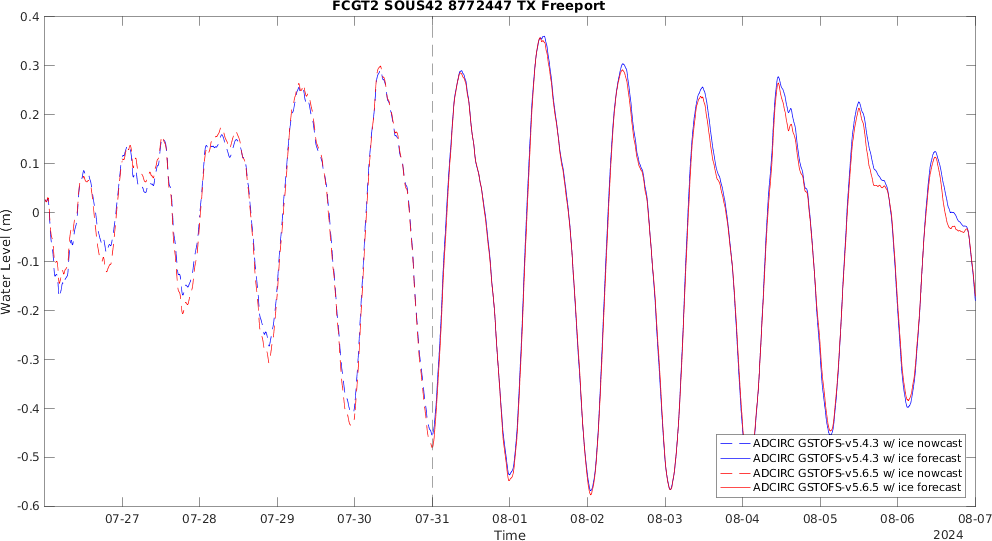 FCGT2 SOUS42 8772447 TX Freeport
Water Level (m)
0.4
0.3
0.2
0.1
0
-0.1
-0.2
-0.3
-0.4
-0.5
-0.6
ADCIRC GSTOFS-v5.4.3 w/ ice nowcast
ADCIRC GSTOFS-v5.4.3 w/ ice forecast
ADCIRC GSTOFS-v5.6.5 w/ ice nowcast
ADCIRC GSTOFS-v5.6.5 w/ ice forecast
07-27 07-28 07-29 07-30 07-31 08-01 08-02 08-03 08-04 08-05 08-06 08-07
Time
2024